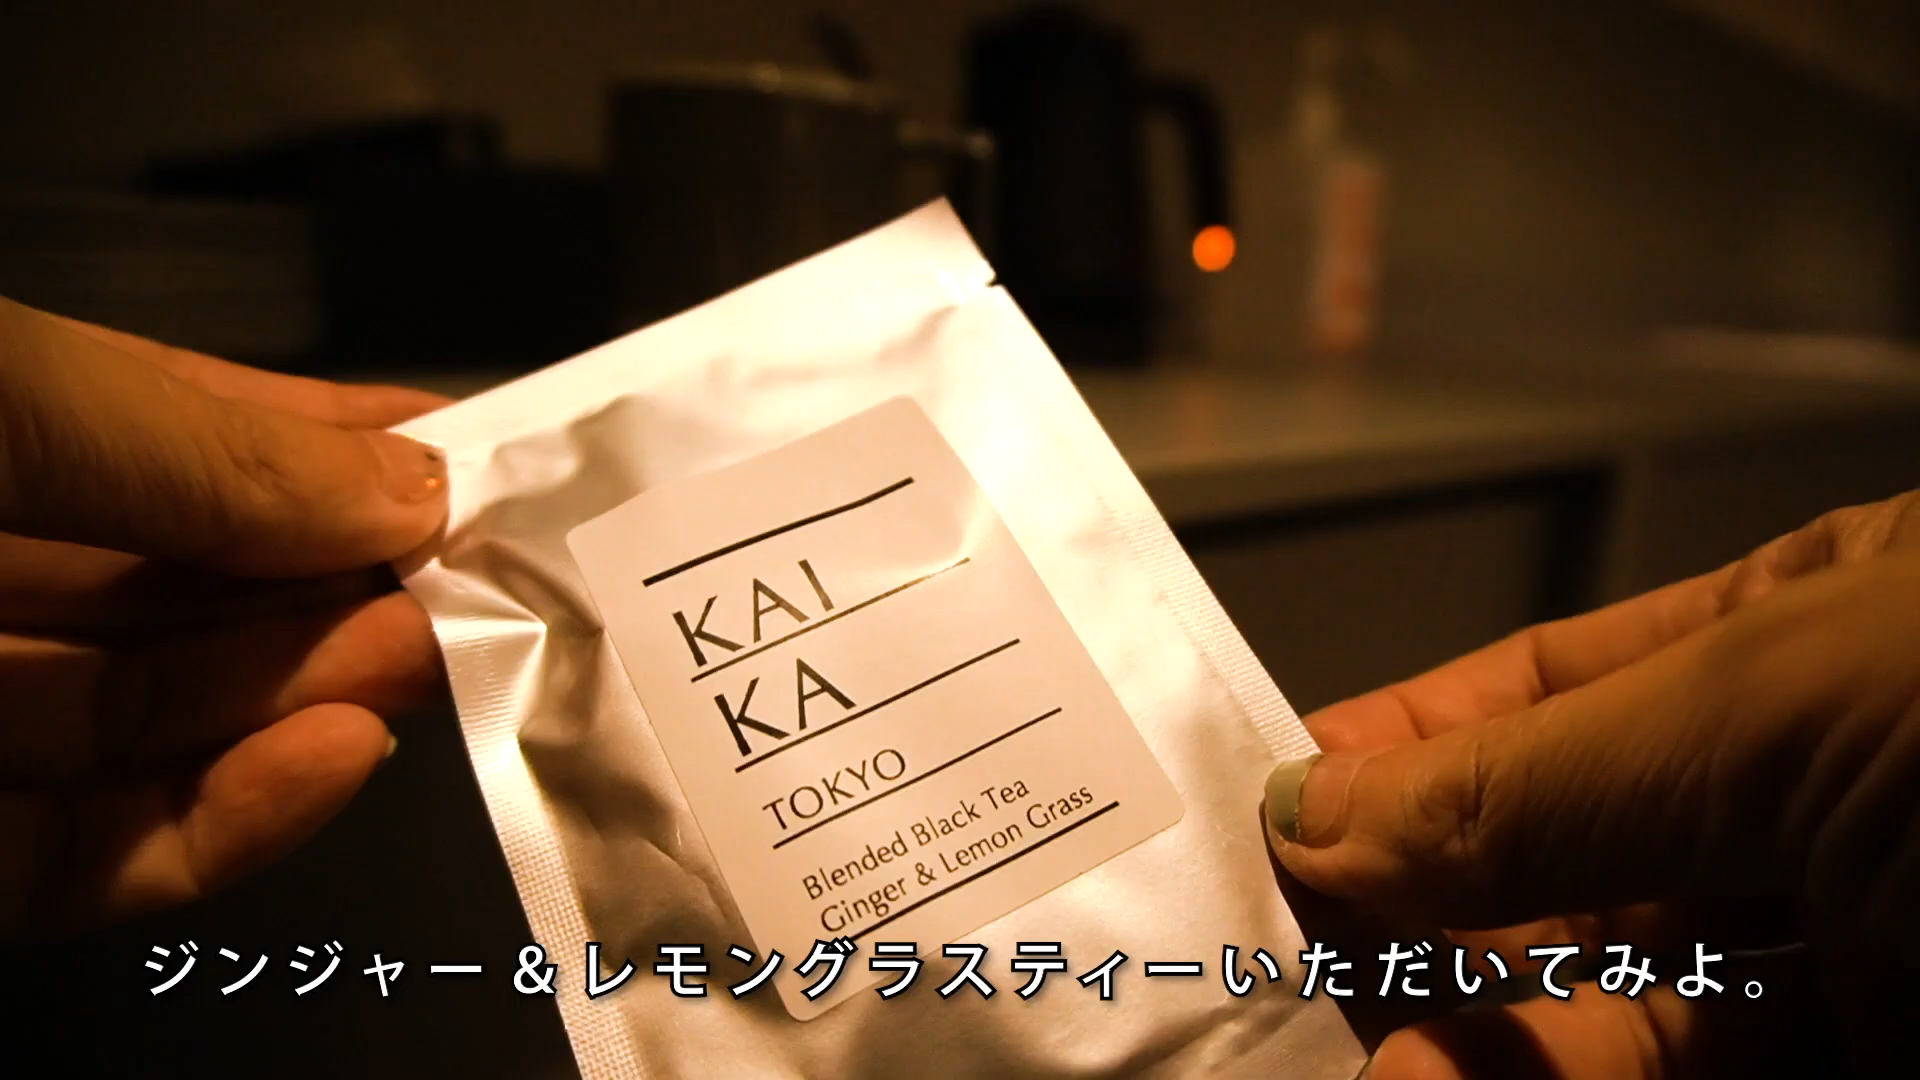 KAI
KA
TOKYO
Blended Black Tea
Ginger & Lemon Grass
ジンジャー＆レモングラスティーいただいてみよ。